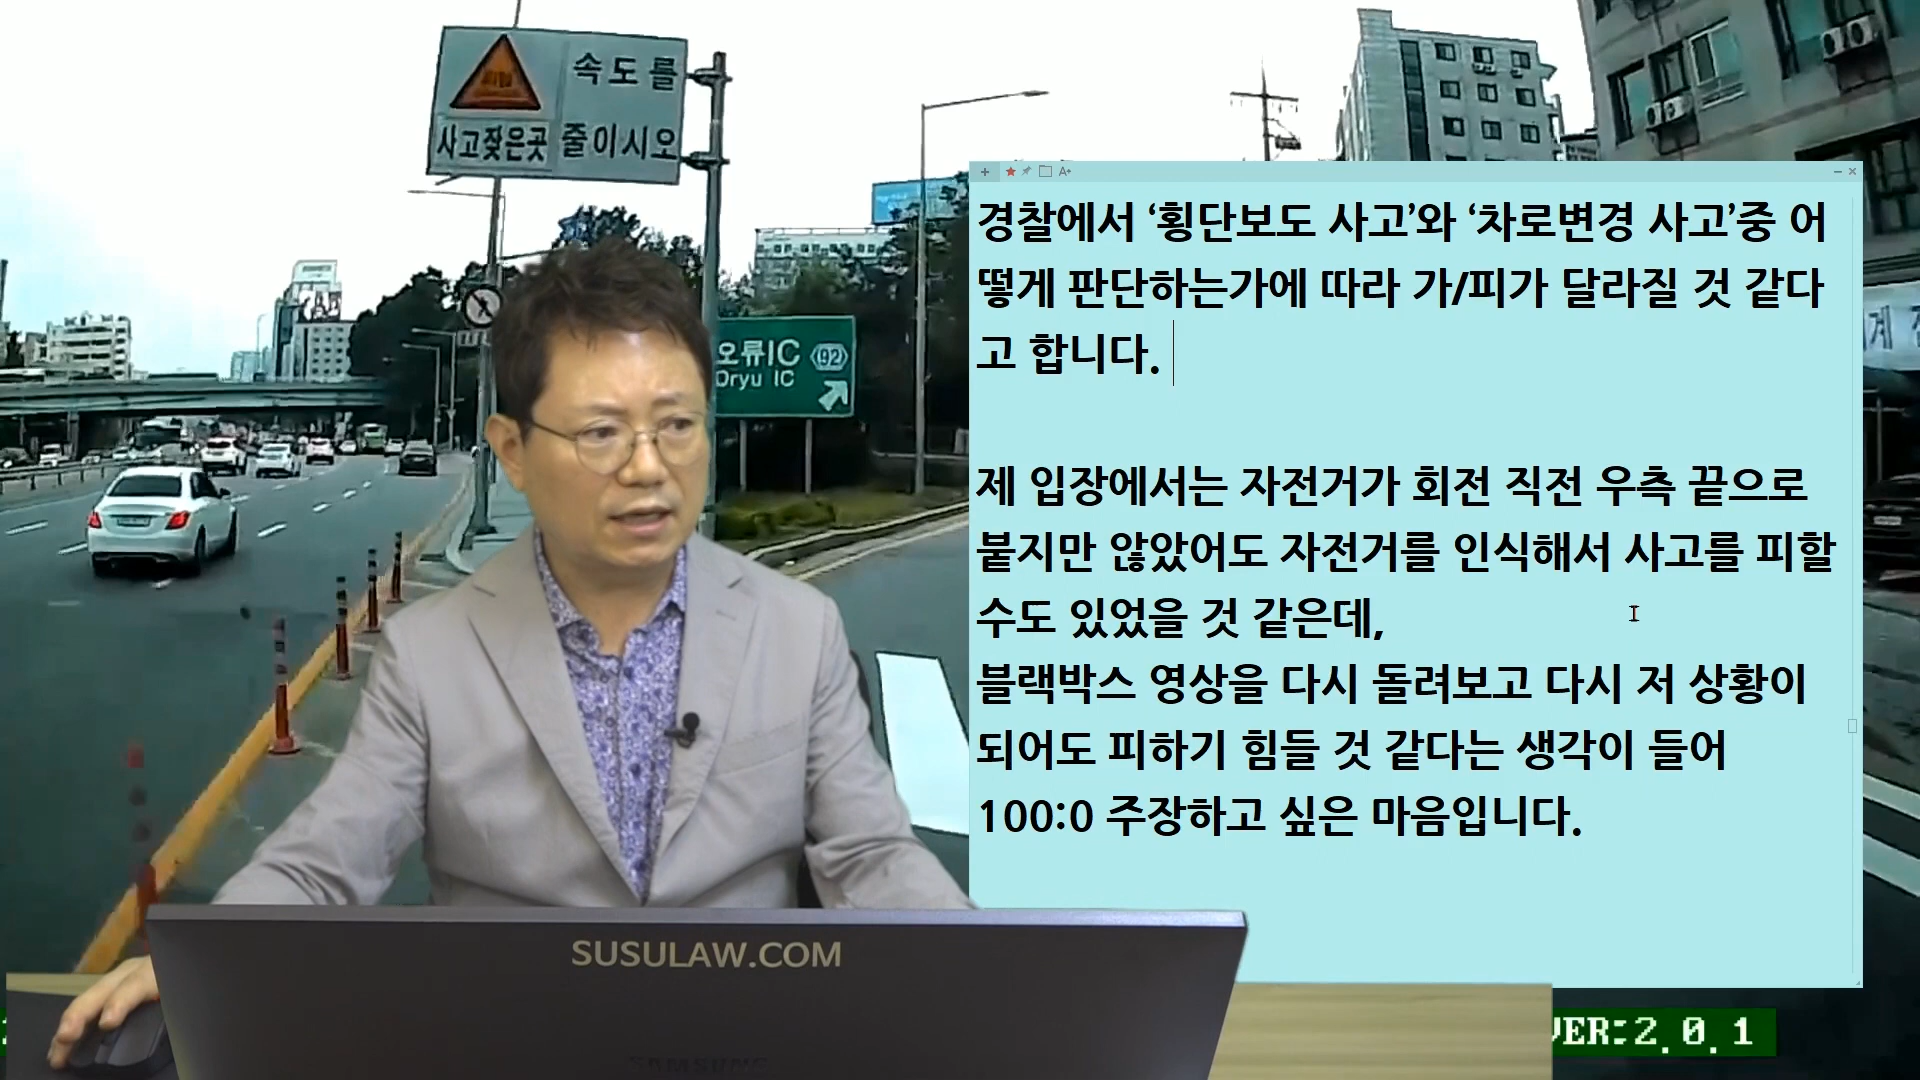 속도를
사고잦은곳 줄이시오
오류IC 92
Oryu IC
A+
경찰에서 ‘횡단보도 사고’와 ‘차로변경 사고’중 어
떻게 판단하는가에 따라 가/피가 달라질 것 같다
고 합니다.
제 입장에서는 자전거가 회전 직전 우측 끝으로
붙지만 않았어도 자전거를 인식해서 사고를 피할
수도 있었을 것 같은데,
블랙박스 영상을 다시 돌려보고 다시 저 상황이
되어도 피하기 힘들 것 같다는 생각이 들어
100:0 주장하고 싶은 마음입니다.
SUSULAW.COM
SAMSUNG
VER:2.0.1